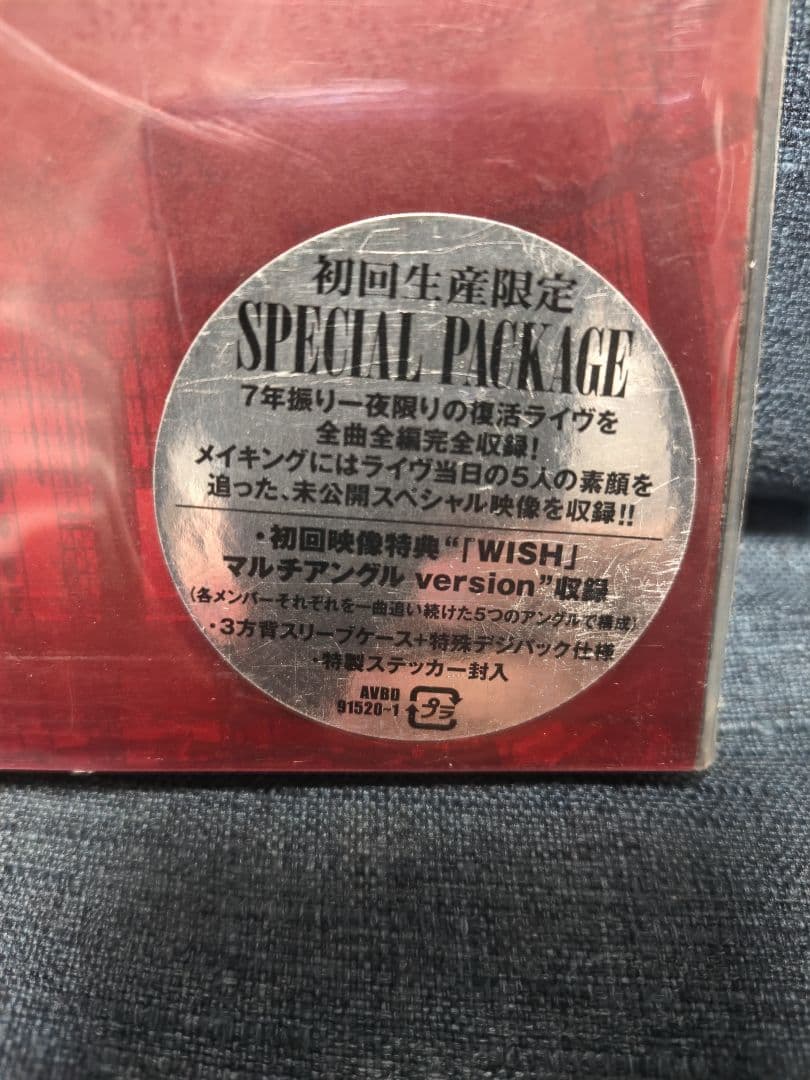 初回生産限定
SPECIAL PACKAGE
7年振り一夜限りの復活ライヴを
全曲全編完全収録!
メイキングにはライヴ当日の5人の素顔を
追った、未公開スペシャル映像を収録!!
・初回映像特典"「WISH」
マルチアングル version"収録
(各メンバーそれぞれを一曲追い続けた5つのアングルで構成)
・3方背スリーブケース+特殊デジパック仕様
・特製ステッカー封入
AVBD
91520~1
プラ